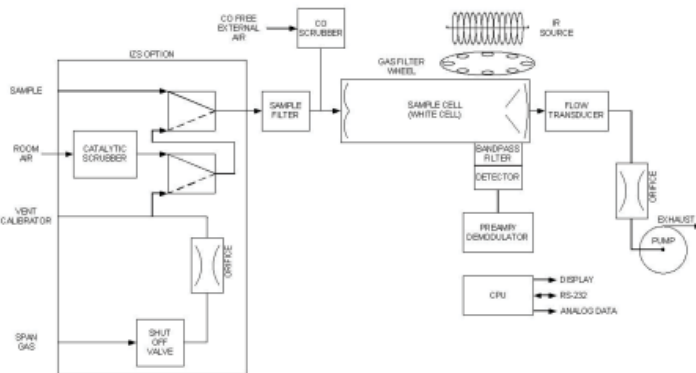 CO FREE
EXTERNAL
AIR
CO
SCRUBBER
IR
SOURCE
GAS FILTER
WHEEL
IZS OPTION
SAMPLE
SAMPLE
FILTER
SAMPLE CELL
(WHITE CELL)
FLOW
TRANSDUCER
ROOM
AIR
CATALYTIC
SCRUBBER
BANDPASS
FILTER
DETECTOR
ORIFICE
VENT
CALIBRATOR
PREAMP/
DEMODULATOR
EXHAUST
PUMP
ORIFICE
CPU
DISPLAY
RS-232
ANALOG DATA
SPAN
GAS
SHUT
OFF
VALVE